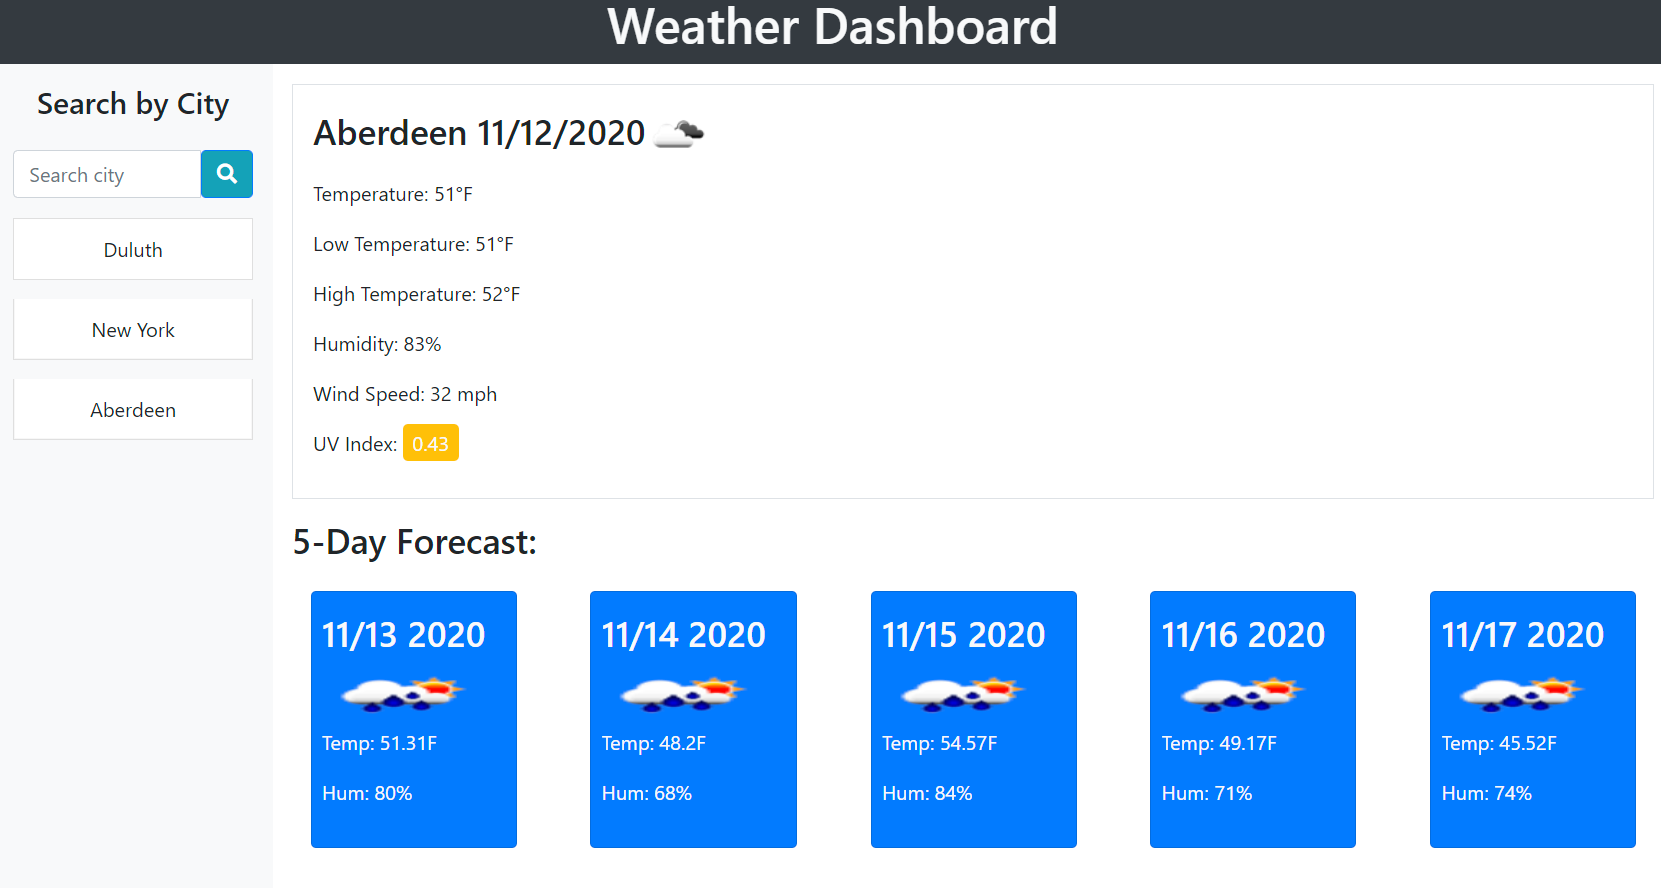 Weather Dashboard
Search by City
Search city
Duluth
New York
Aberdeen
Aberdeen 11/12/2020
Temperature: 51°F
Low Temperature: 51°F
High Temperature: 52°F
Humidity: 83%
Wind Speed: 32 mph
UV Index: 0.43
5-Day Forecast:
11/13 2020
Temp: 51.31F
Hum: 80%
11/14 2020
Temp: 48.2F
Hum: 68%
11/15 2020
Temp: 54.57F
Hum: 84%
11/16 2020
Temp: 49.17F
Hum: 71%
11/17 2020
Temp: 45.52F
Hum: 74%